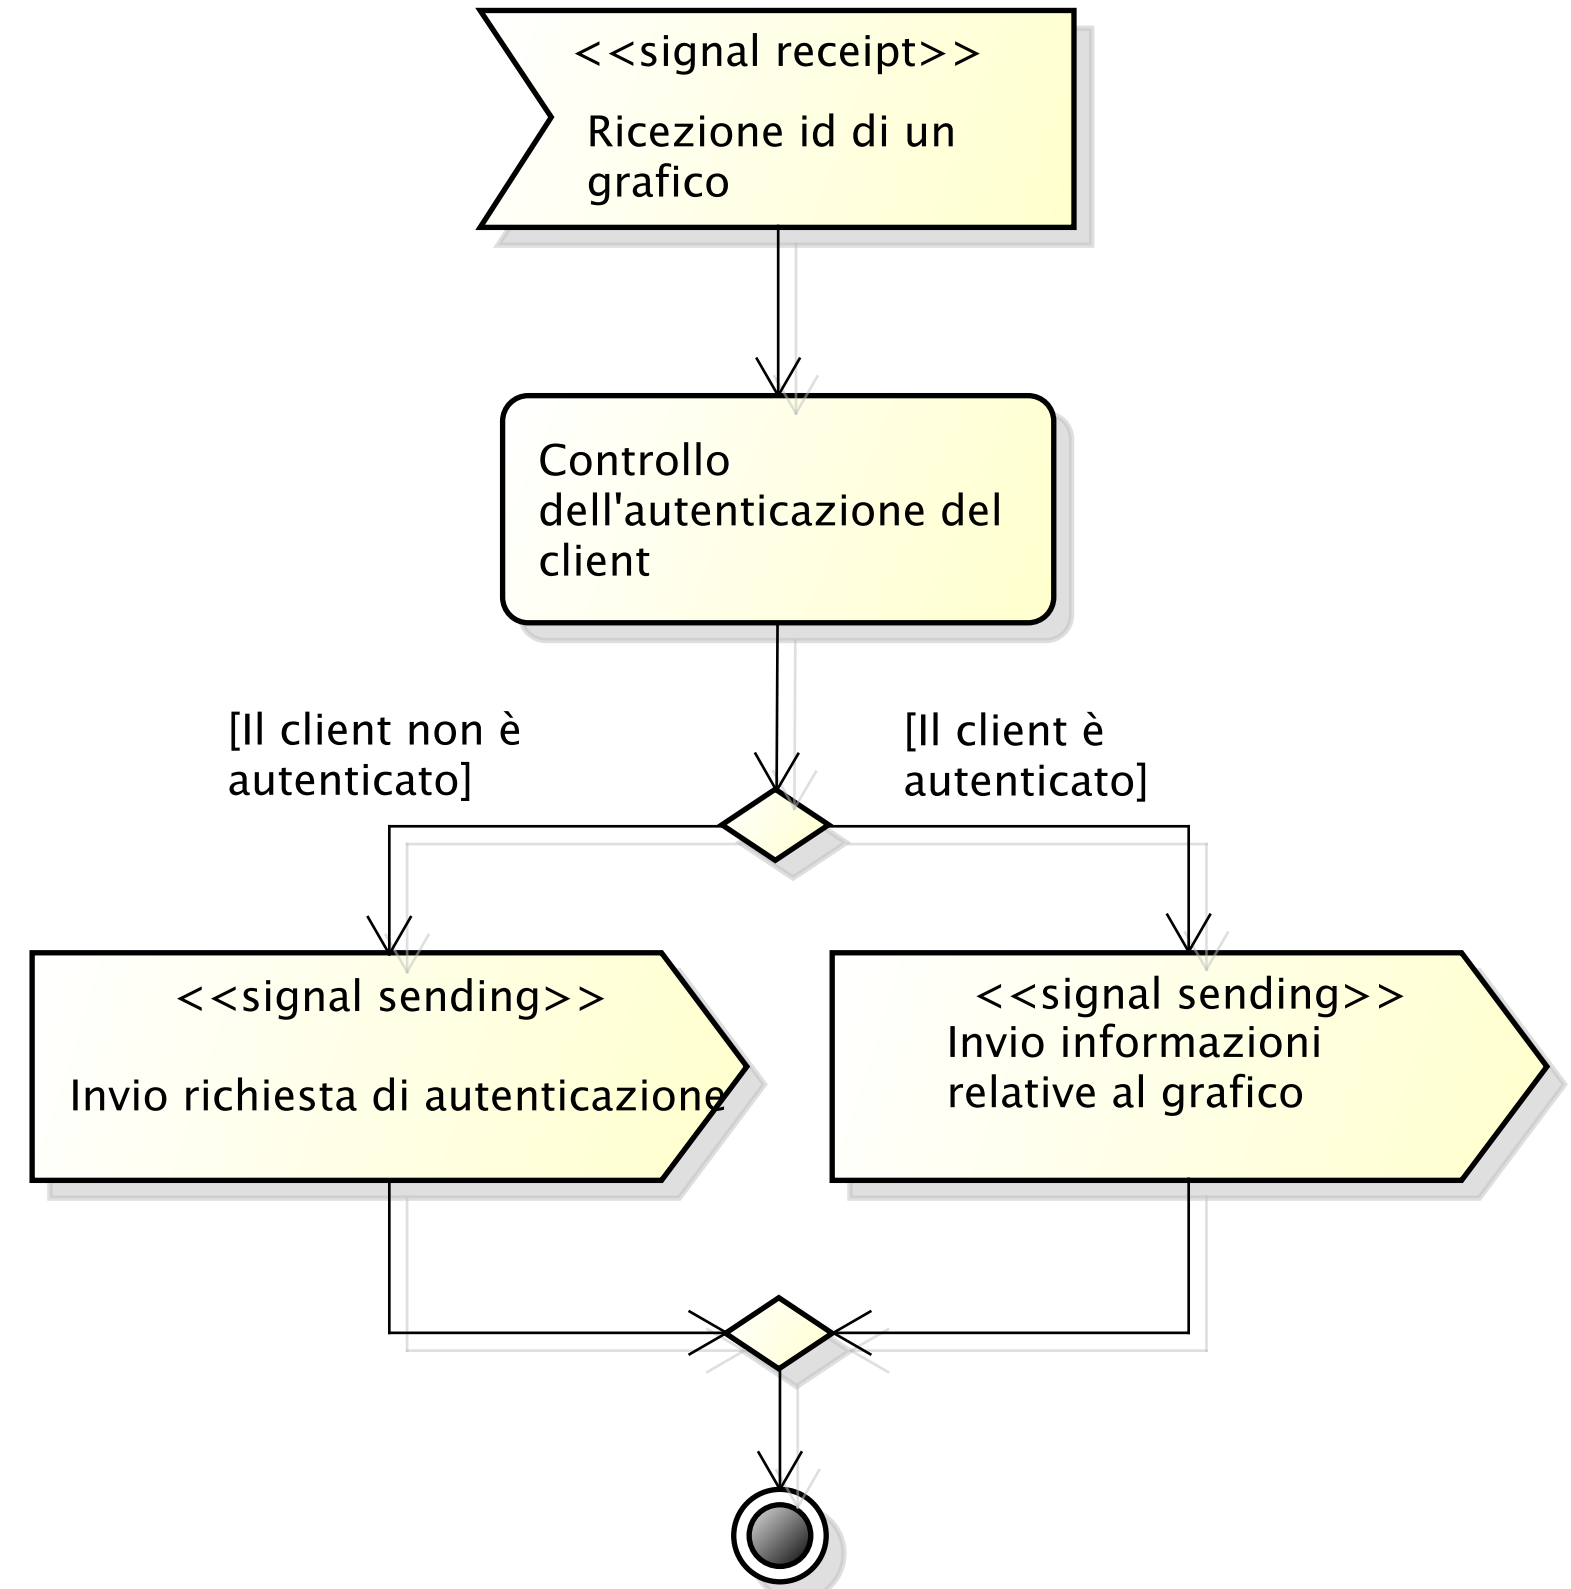 <<signal receipt>>
Ricezione id di un
grafico
Controllo
dell'autenticazione del
client
[Il client non è
autenticato]
[Il client è
autenticato]
<<signal sending>>
Invio richiesta di autenticazione
<<signal sending>>
Invio informazioni
relative al grafico